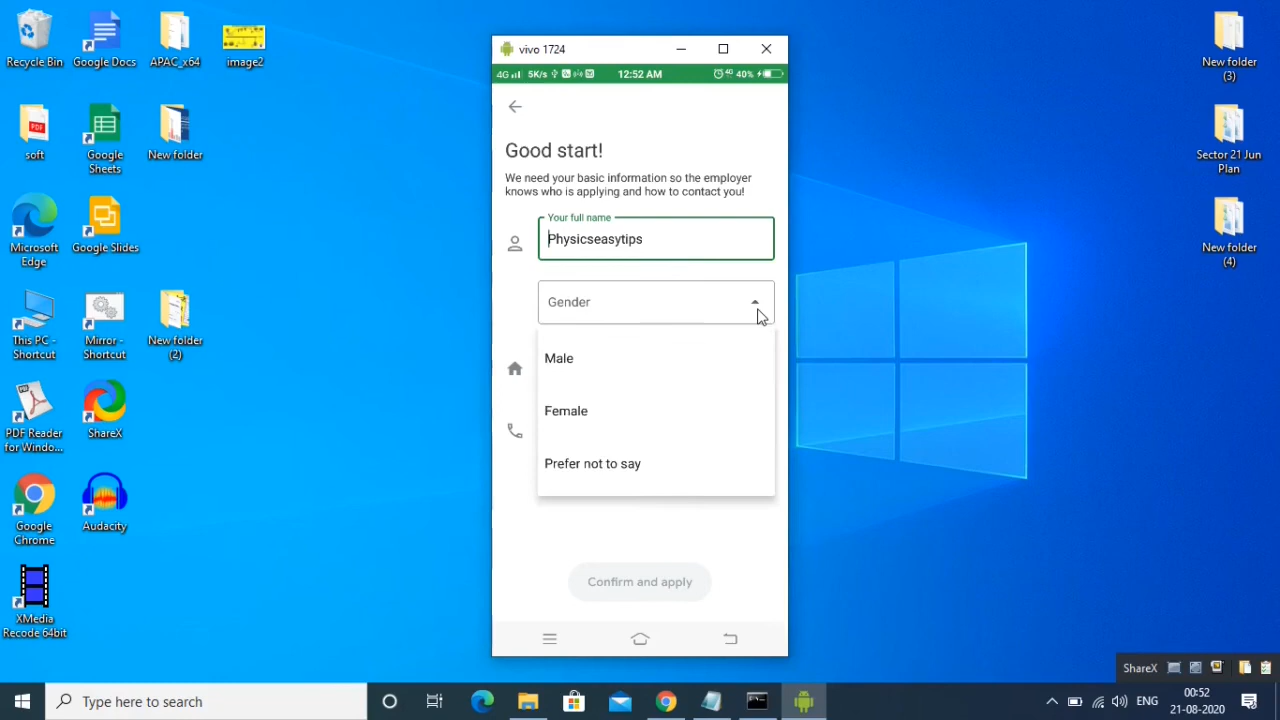 Recycle Bin
Google Docs
APAC_x64
image2
soft
Google
Sheets
New folder
Microsoft
Edge
Google Slides
This PC -
Shortcut
Mirror -
Shortcut
New folder
(2)
PDF Reader
for Windo...
ShareX
Google
Chrome
Audacity
XMedia
Recode 64bit
vivo 1724
4G 5K/s 12:52 AM 4G 40%
Good start!
We need your basic information so the employer
knows who is applying and how to contact you!
Your full name
Physicseasytips
Gender
Male
Female
Prefer not to say
Confirm and apply
New folder
(3)
Sector 21 Jun
Plan
New folder
(4)
ShareX
Type here to search
ENG
00:52
21-08-2020